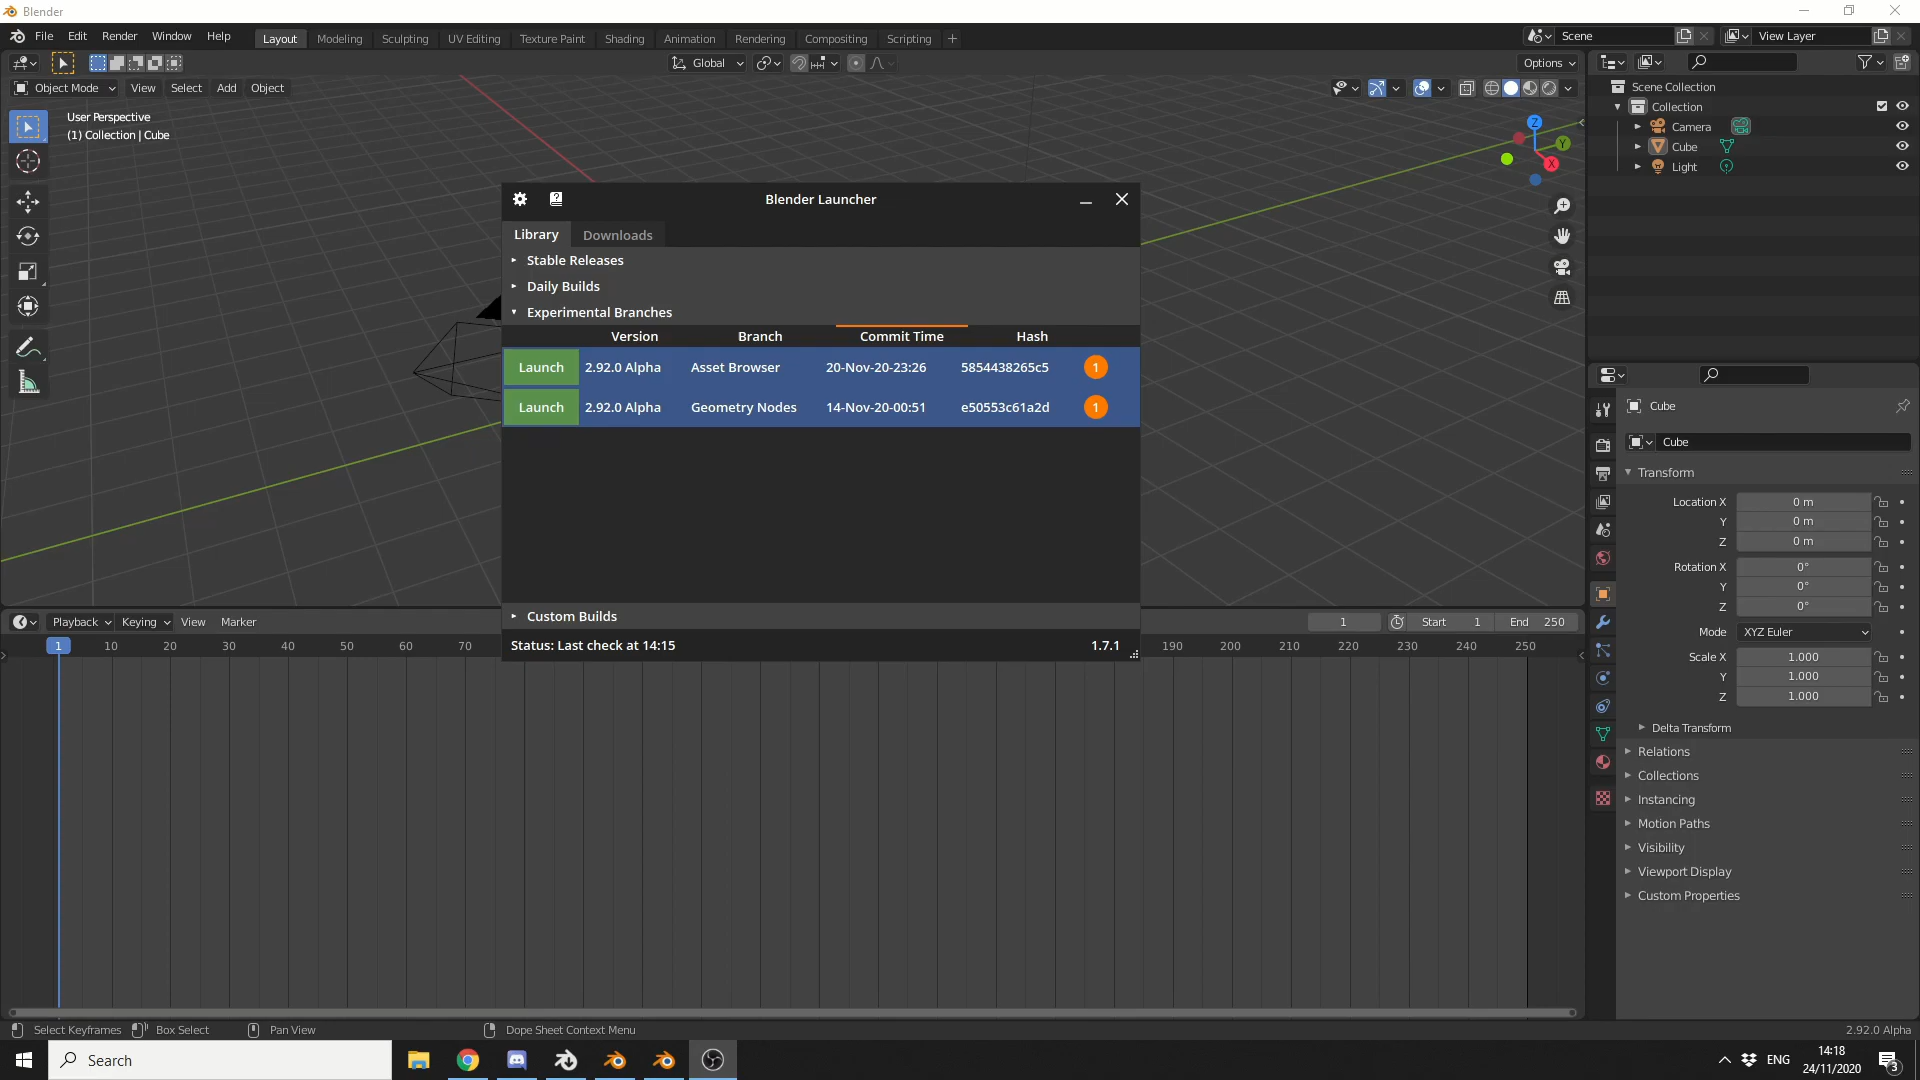 Blender
File Edit Render Window Help
Layout Modeling Sculpting UV Editing Texture Paint Shading Animation Rendering Compositing Scripting +
Scene
View Layer
Global
Options
Object Mode View Select Add Object
User Perspective
(1) Collection | Cube
Z
Y
X
Scene Collection
Collection
Camera
Cube
Light
Blender Launcher
Library Downloads
Stable Releases
Daily Builds
Experimental Branches
Version Branch Commit Time Hash
Launch 2.92.0 Alpha Asset Browser 20-Nov-20-23:26 5854438265c5 1
Launch 2.92.0 Alpha Geometry Nodes 14-Nov-20-00:51 e50553c61a2d 1
Custom Builds
Status: Last check at 14:15 1.7.1
Cube
Cube
Transform
Location X 0 m
Y 0 m
Z 0 m
Rotation X 0°
Y 0°
Z 0°
Mode XYZ Euler
Scale X 1.000
Y 1.000
Z 1.000
Delta Transform
Relations
Collections
Instancing
Motion Paths
Visibility
Viewport Display
Custom Properties
Playback Keying View Marker
1 Start 1 End 250
1 10 20 30 40 50 60 70 190 200 210 220 230 240 250
Select Keyframes Box Select Pan View Dope Sheet Context Menu 2.92.0 Alpha
Search
ENG
14:18
24/11/2020
3